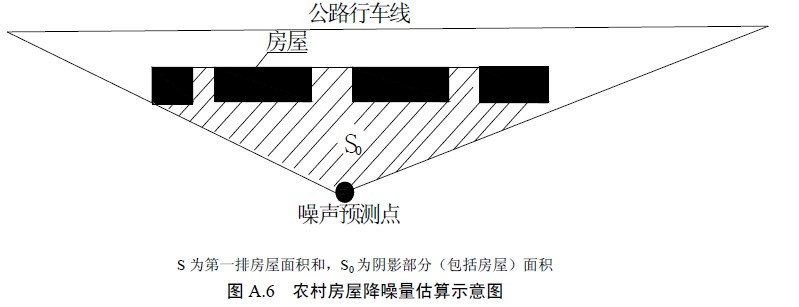 公路行车线
房屋
S₀
噪声预测点
S 为第一排房屋面积和，S₀为阴影部分（包括房屋）面积
图 A.6 农村房屋降噪量估算示意图